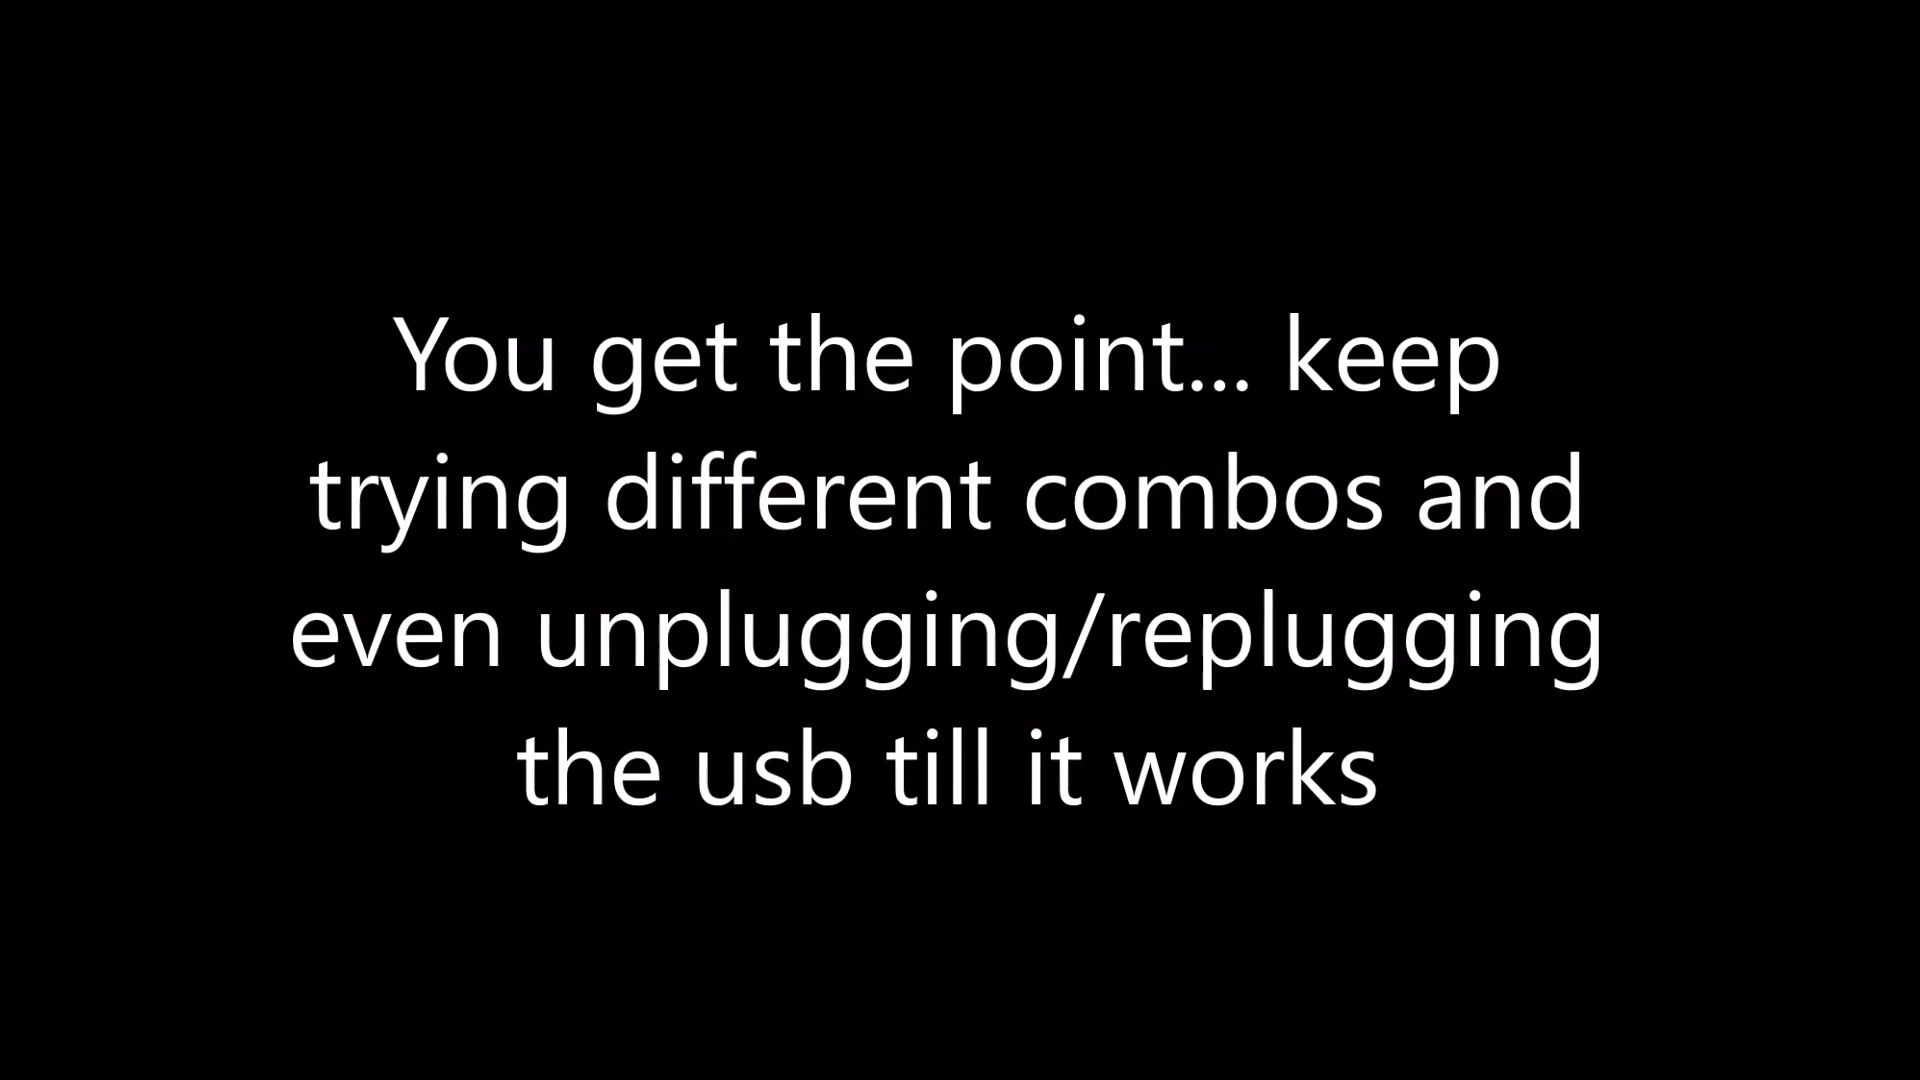 You get the point... keep
trying different combos and
even unplugging/replugging
the usb till it works